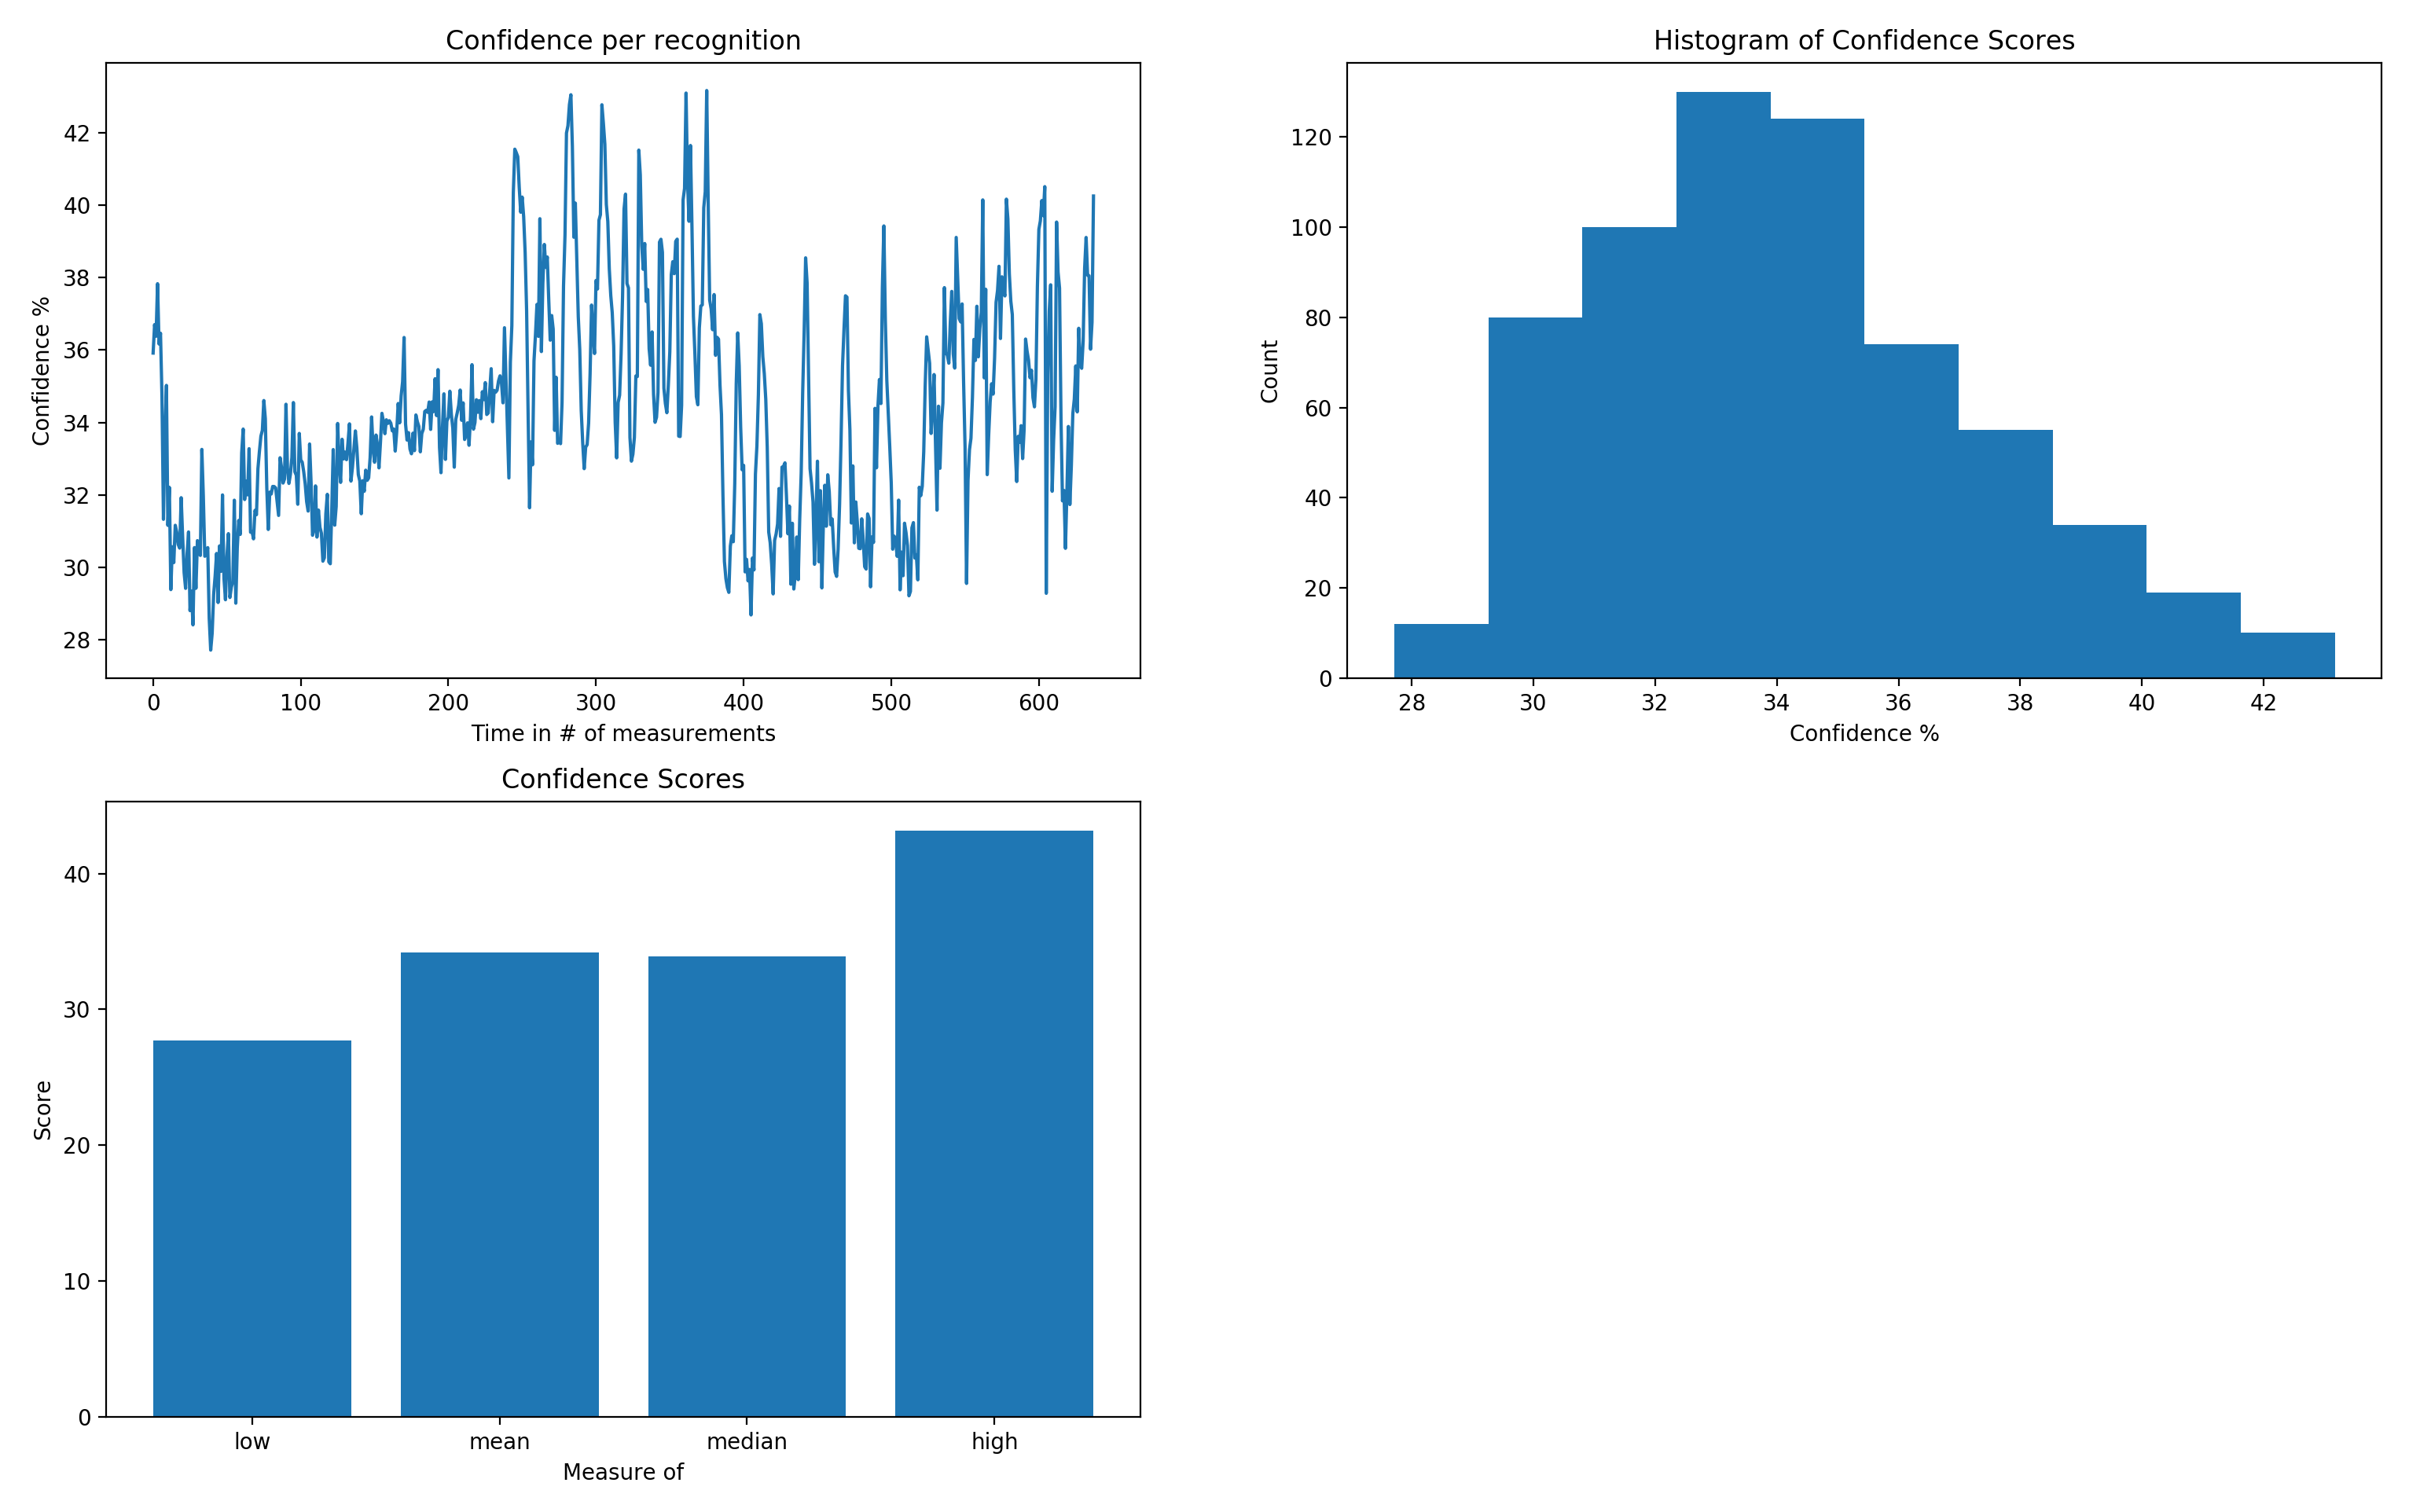 Confidence per recognition
Confidence %
42
40
38
36
34
32
30
28
0 100 200 300 400 500 600
Time in # of measurements
Histogram of Confidence Scores
Count
120
100
80
60
40
20
0
28 30 32 34 36 38 40 42
Confidence %
Confidence Scores
Score
40
30
20
10
0
low mean median high
Measure of